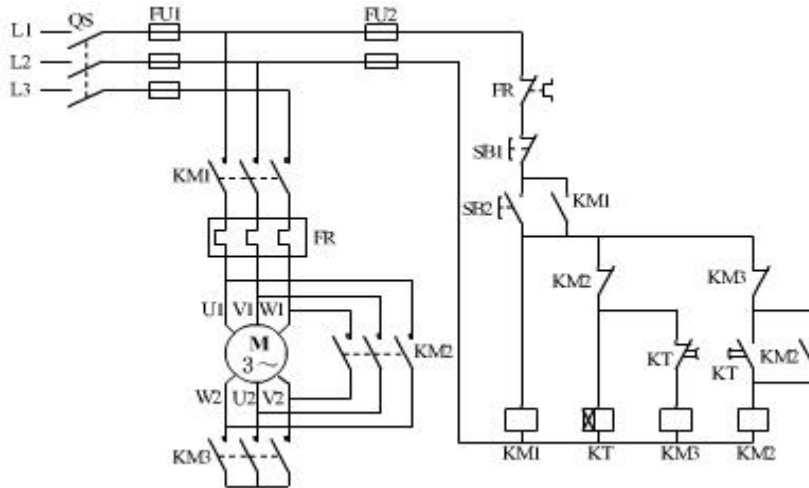 QS FU1 FU2
L1
L2
L3
FR
SB1
KM1
SB2 KM1
FR
KM2 KM3
U1 V1 W1
M
3～
KM2
KT KT KM2
W2 U2 V2
KM3
KM1 KT KM3 KM2